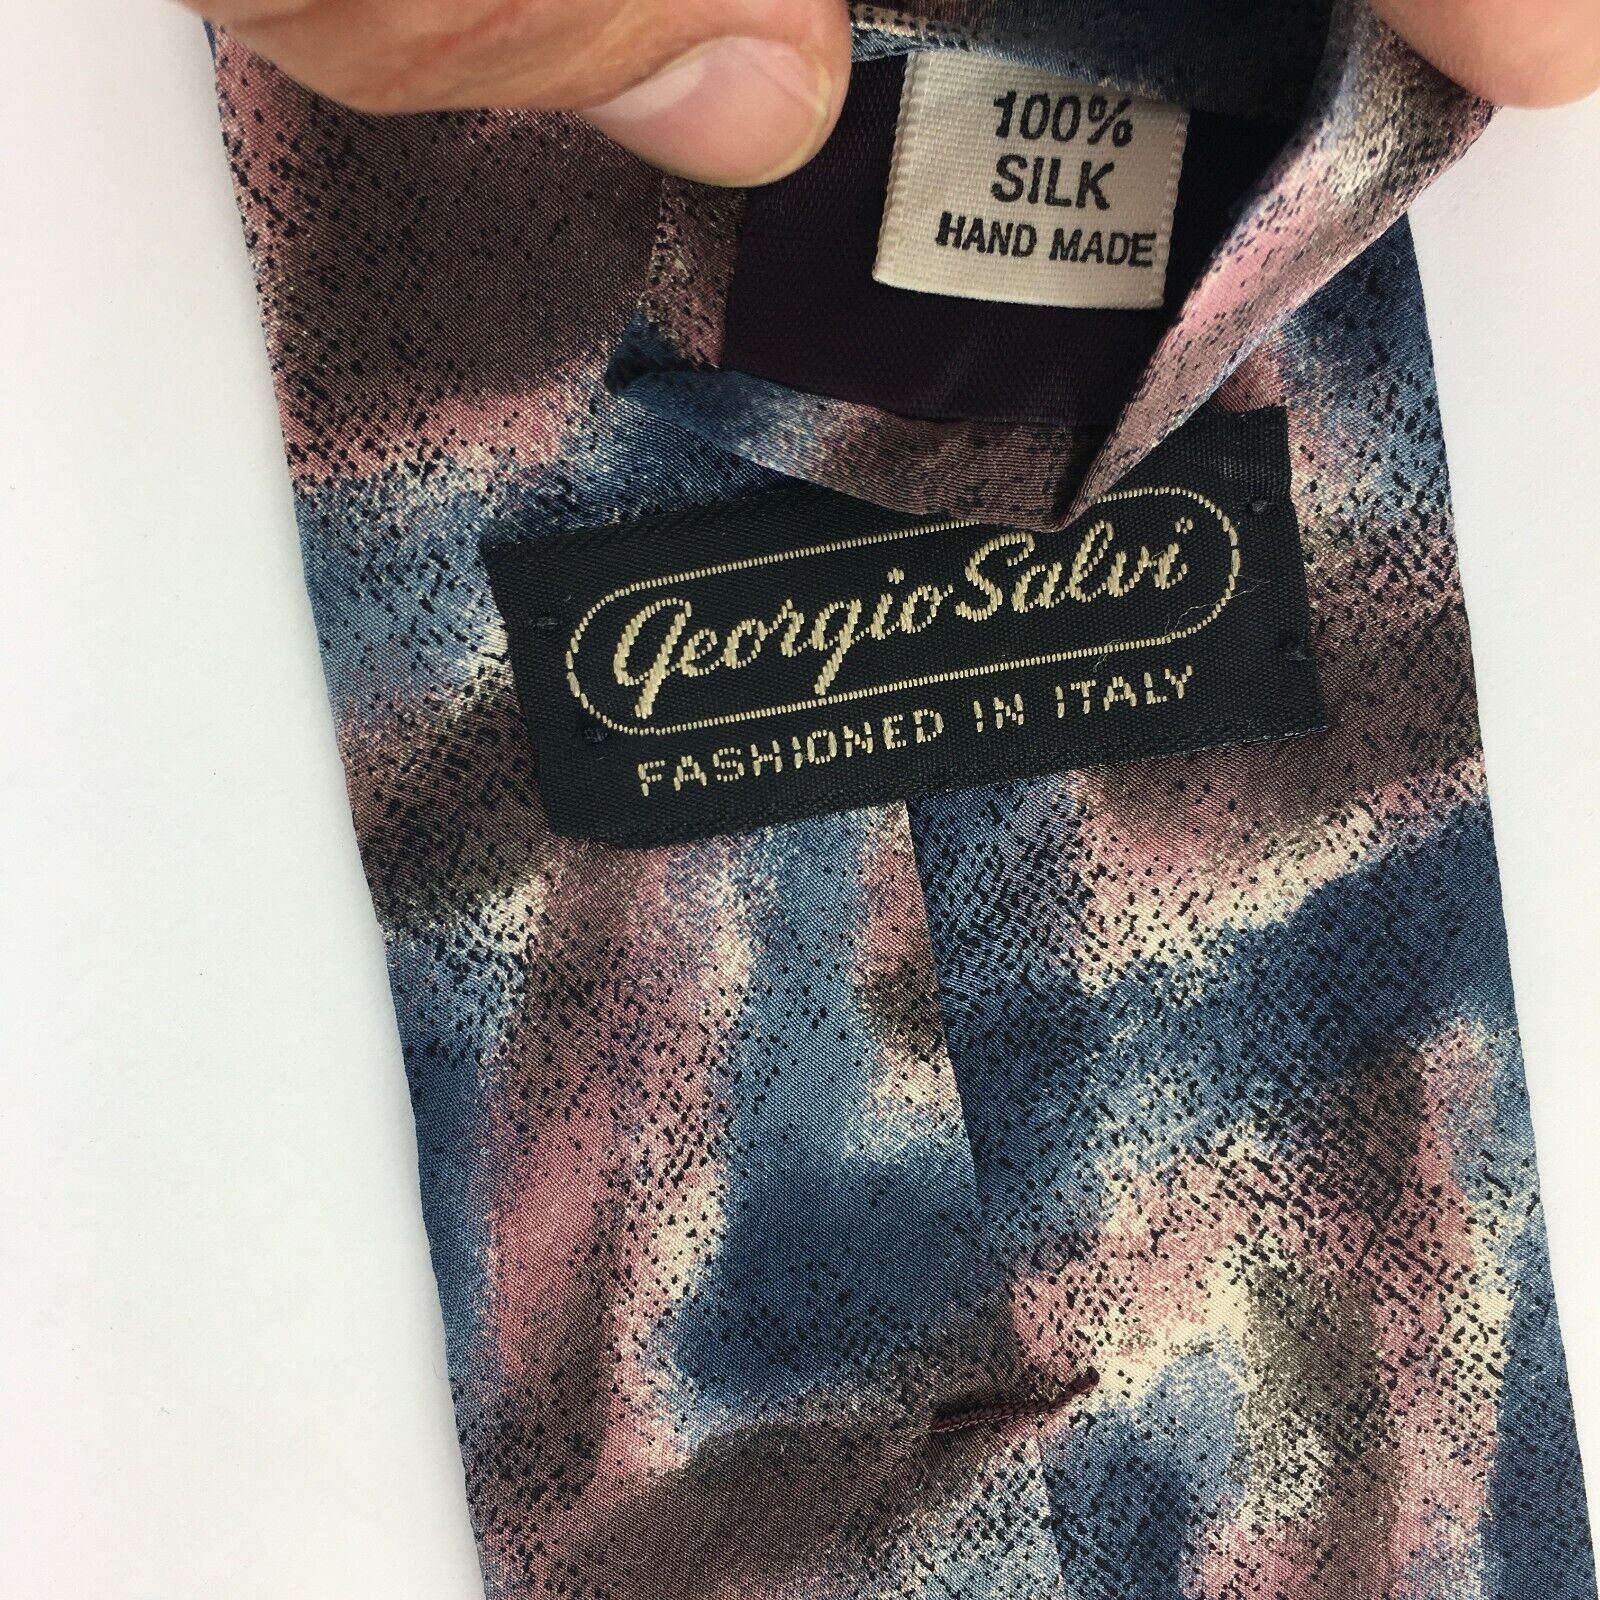 100%
SILK
HAND MADE
Georgio Salvi
FASHIONED IN ITALY